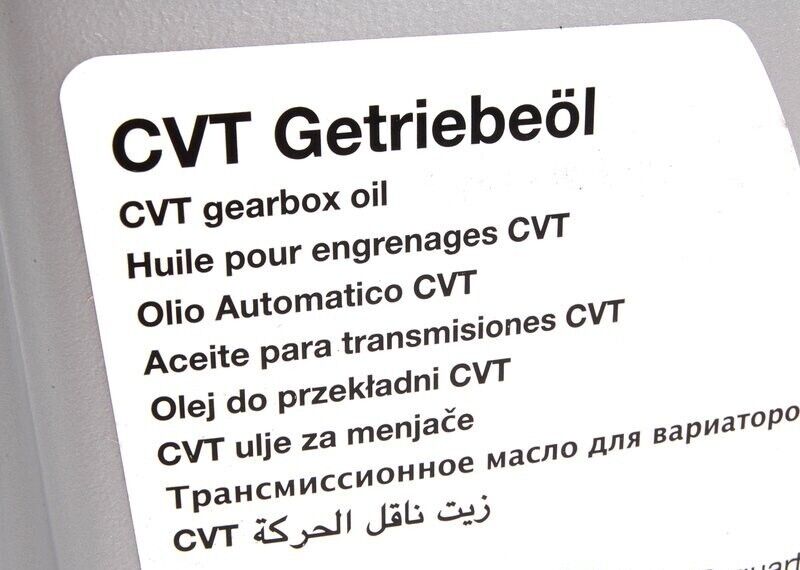 CVT Getriebeöl
CVT gearbox oil
Huile pour engrenages CVT
Olio Automatico CVT
Aceite para transmisiones CVT
Olej do przekładni CVT
CVT ulje za menjače
Трансмиссионное масло для вариаторо
زيت ناقل الحركة CVT